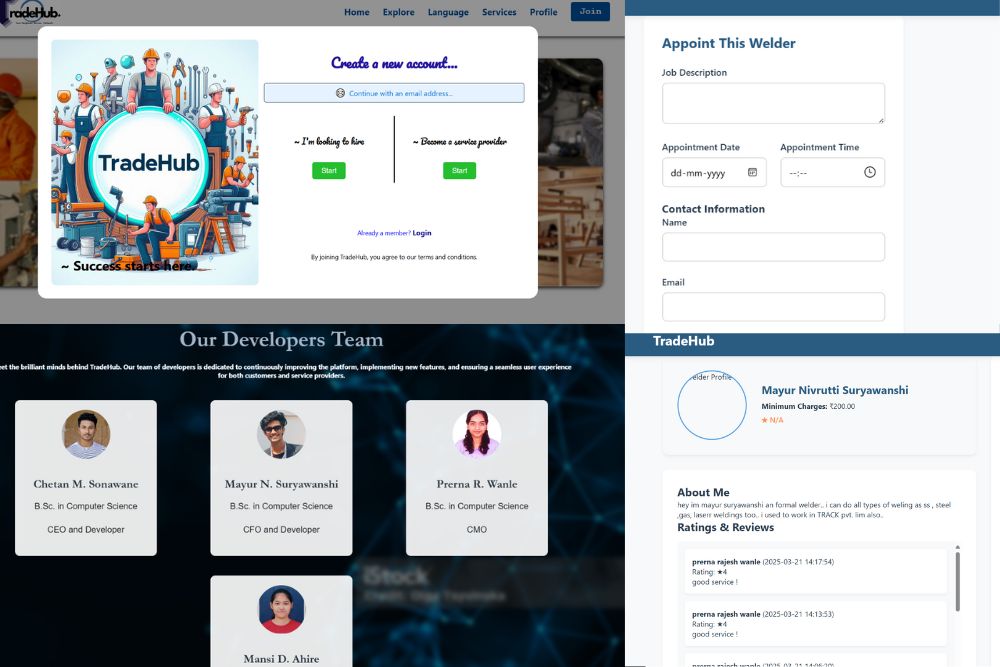 radeHub.
Home Explore Language Services Profile Join
Create a new account...
Continue with an email address...
~ I'm looking to hire
~ Become a service provider
Start
Start
Already a member? Login
By joining TradeHub, you agree to our terms and conditions.
TradeHub
~ Success starts here.
Appoint This Welder
Job Description
Appointment Date Appointment Time
dd-mm-yyyy --:--
Contact Information
Name
Email
Our Developers Team
eet the brilliant minds behind TradeHub. Our team of developers is dedicated to continuously improving the platform, implementing new features, and ensuring a seamless user experience
for both customers and service providers.
Chetan M. Sonawane
B.Sc. in Computer Science
CEO and Developer
Mayur N. Suryawanshi
B.Sc. in Computer Science
CFO and Developer
Prerna R. Wanle
B.Sc. in Computer Science
CMO
iStock
Mansi D. Ahire
TradeHub
elder Profile
Mayur Nivrutti Suryawanshi
Minimum Charges: ₹200.00
★ N/A
About Me
hey im mayur suryawanshi an formal welder.. i can do all types of weling as ss , steel
,gas, laserr weldings too.. i used to work in TRACK pvt. lim also..
Ratings & Reviews
prerna rajesh wanle (2025-03-21 14:17:54)
Rating: ★4
good service !
prerna rajesh wanle (2025-03-21 14:13:53)
Rating: ★4
good service !